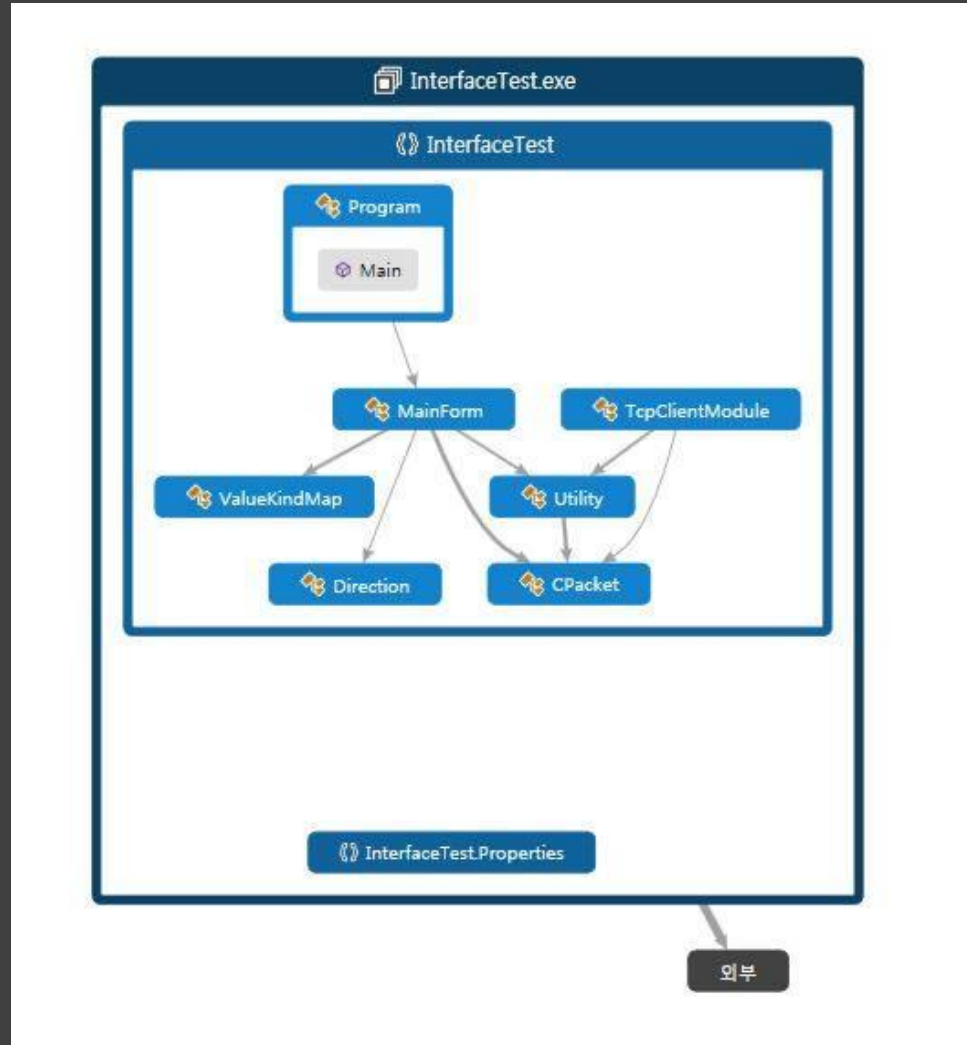 InterfaceTest.exe
InterfaceTest
Program
Main
MainForm
TcpClientModule
ValueKindMap
Utility
Direction
CPacket
InterfaceTest.Properties
외부